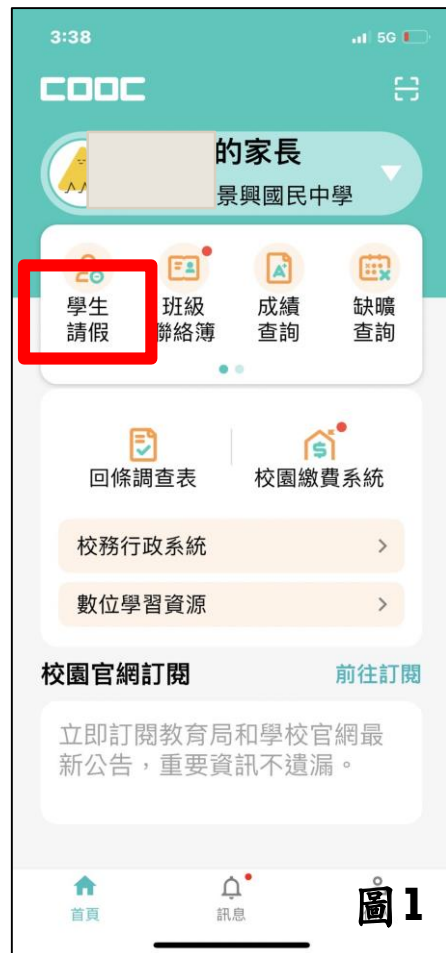 3:38 5G
COOC
的家長
景興國民中學
學生 班級 成績 缺曠
請假 聯絡簿 查詢 查詢
回條調查表 校園繳費系統
校務行政系統
數位學習資源
校園官網訂閱 前往訂閱
立即訂閱教育局和學校官網最
新公告，重要資訊不遺漏。
首頁 訊息
圖1